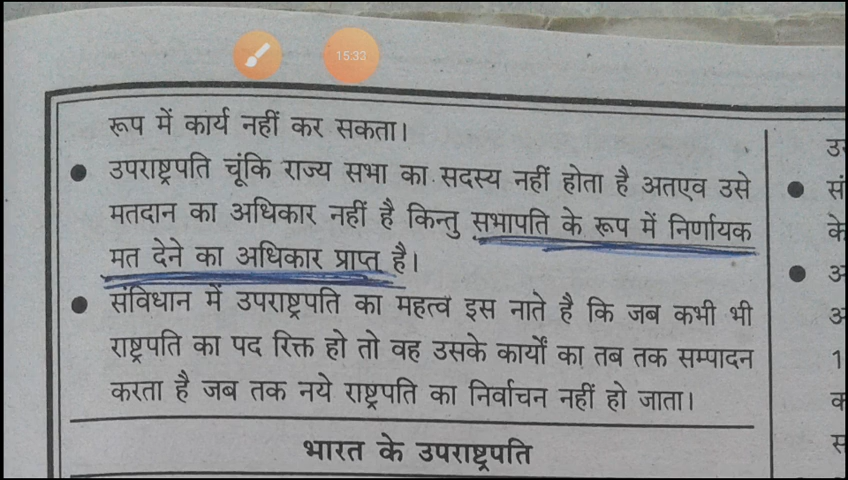 15:33
रूप में कार्य नहीं कर सकता।
● उपराष्ट्रपति चूंकि राज्य सभा का सदस्य नहीं होता है अतएव उसे
मतदान का अधिकार नहीं है किन्तु सभापति के रूप में निर्णायक
मत देने का अधिकार प्राप्त है।
● संविधान में उपराष्ट्रपति का महत्व इस नाते है कि जब कभी भी
राष्ट्रपति का पद रिक्त हो तो वह उसके कार्यों का तब तक सम्पादन
करता है जब तक नये राष्ट्रपति का निर्वाचन नहीं हो जाता।
भारत के उपराष्ट्रपति